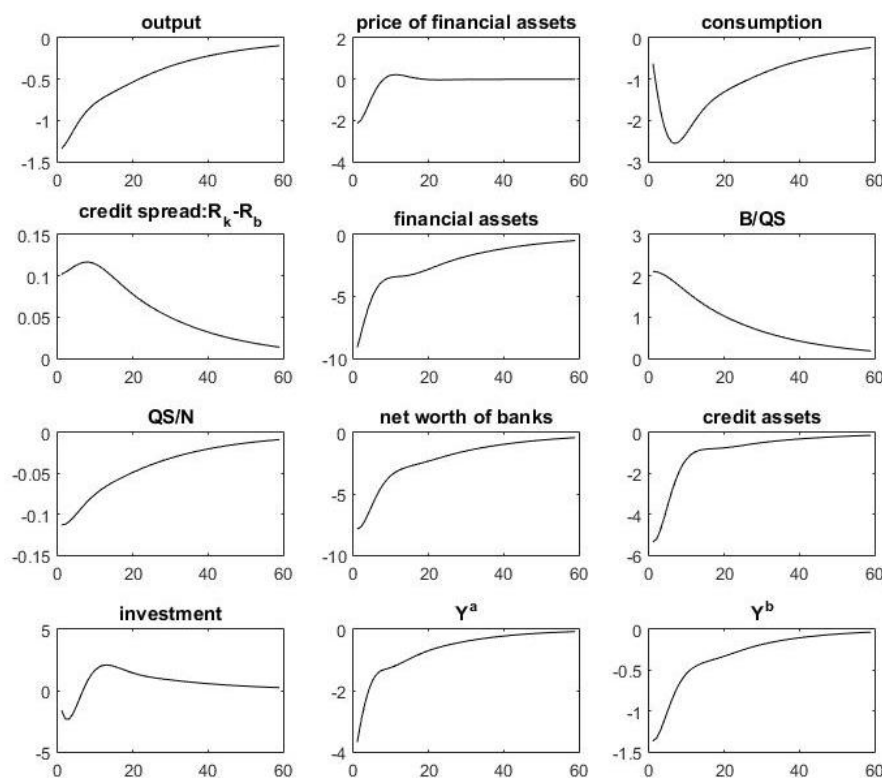 output
0
-0.5
-1
-1.5
0 20 40 60
price of financial assets
2
0
-2
-4
0 20 40 60
consumption
0
-1
-2
-3
0 20 40 60
credit spread:R_k-R_b
0.15
0.1
0.05
0
0 20 40 60
financial assets
0
-5
-10
0 20 40 60
B/QS
3
2
1
0
0 20 40 60
QS/N
0
-0.05
-0.1
-0.15
0 20 40 60
net worth of banks
0
-5
-10
0 20 40 60
credit assets
0
-2
-4
-6
0 20 40 60
investment
5
0
-5
0 20 40 60
Y^a
0
-2
-4
0 20 40 60
Y^b
0
-0.5
-1
-1.5
0 20 40 60